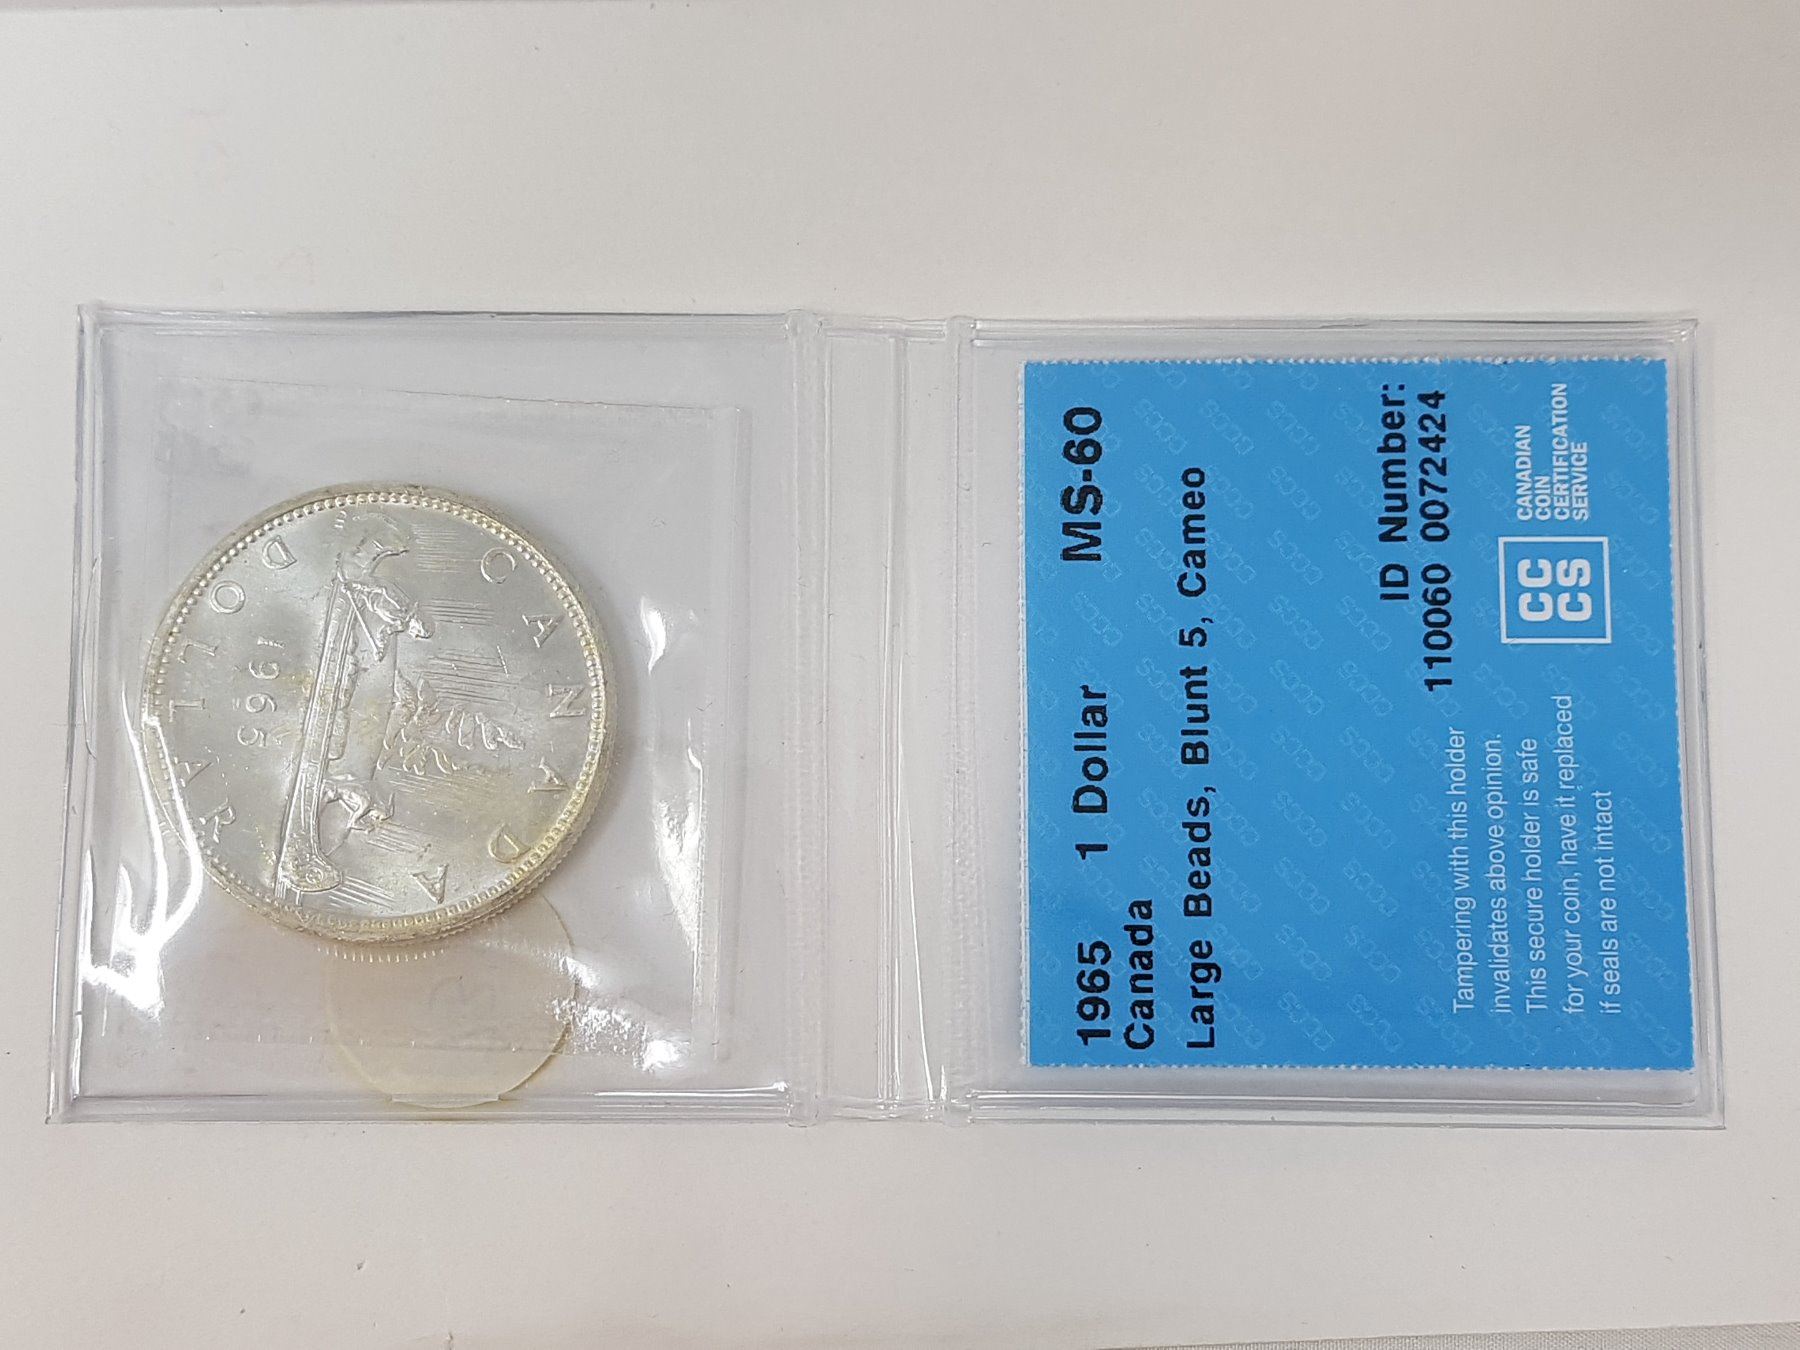 CANADA
1965
DOLLAR
1965 1 Dollar MS-60
Canada
Large Beads, Blunt 5, Cameo
ID Number:
110060 0072424
Tampering with this holder
invalidates above opinion.
This secure holder is safe
for your coin, have it replaced
if seals are not intact
CC
CS
CANADIAN
COIN
CERTIFICATION
SERVICE